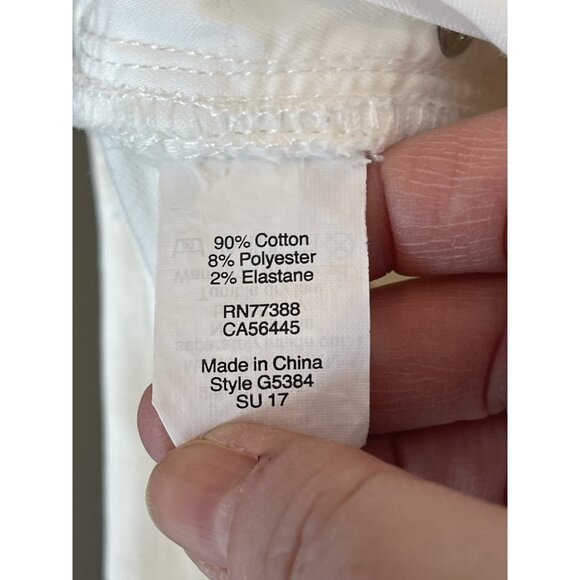 90% Cotton
8% Polyester
2% Elastane
RN77388
CA56445
Made in China
Style G5384
SU 17